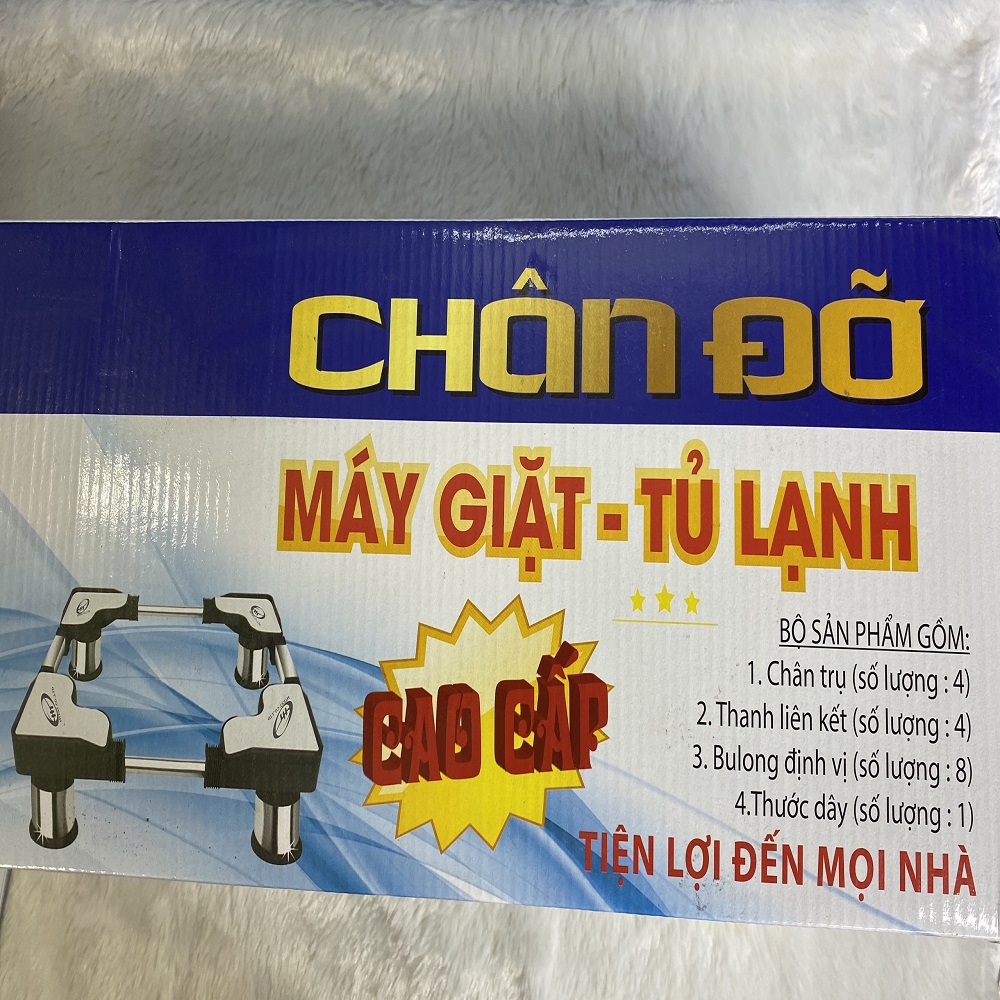 CHÂN ĐỠ
MÁY GIẶT - TỦ LẠNH
CAO CẤP
BỘ SẢN PHẨM GỒM:
1. Chân trụ (số lượng : 4)
2. Thanh liên kết (số lượng : 4)
3. Bulong định vị (số lượng : 8)
4.Thước dây (số lượng : 1)
TIỆN LỢI ĐẾN MỌI NHÀ